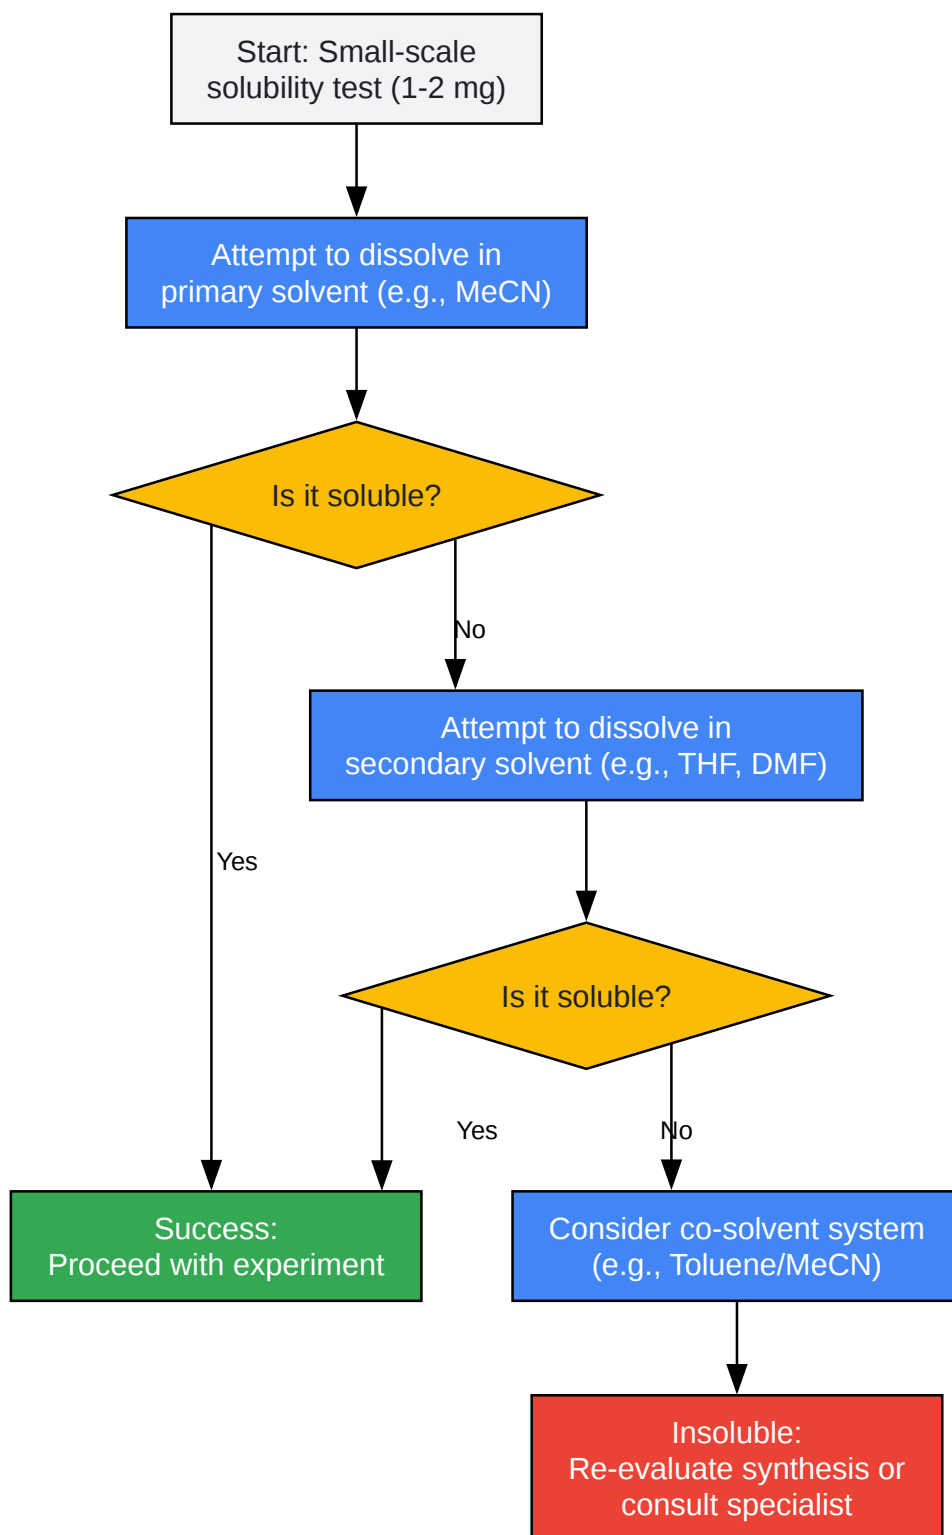 Start: Small-scale
solubility test (1-2 mg)
Attempt to dissolve in
primary solvent (e.g., MeCN)
Is it soluble?
No
Attempt to dissolve in
secondary solvent (e.g., THF, DMF)
Yes
Is it soluble?
Yes
No
Success:
Proceed with experiment
Consider co-solvent system
(e.g., Toluene/MeCN)
Insoluble:
Re-evaluate synthesis or
consult specialist